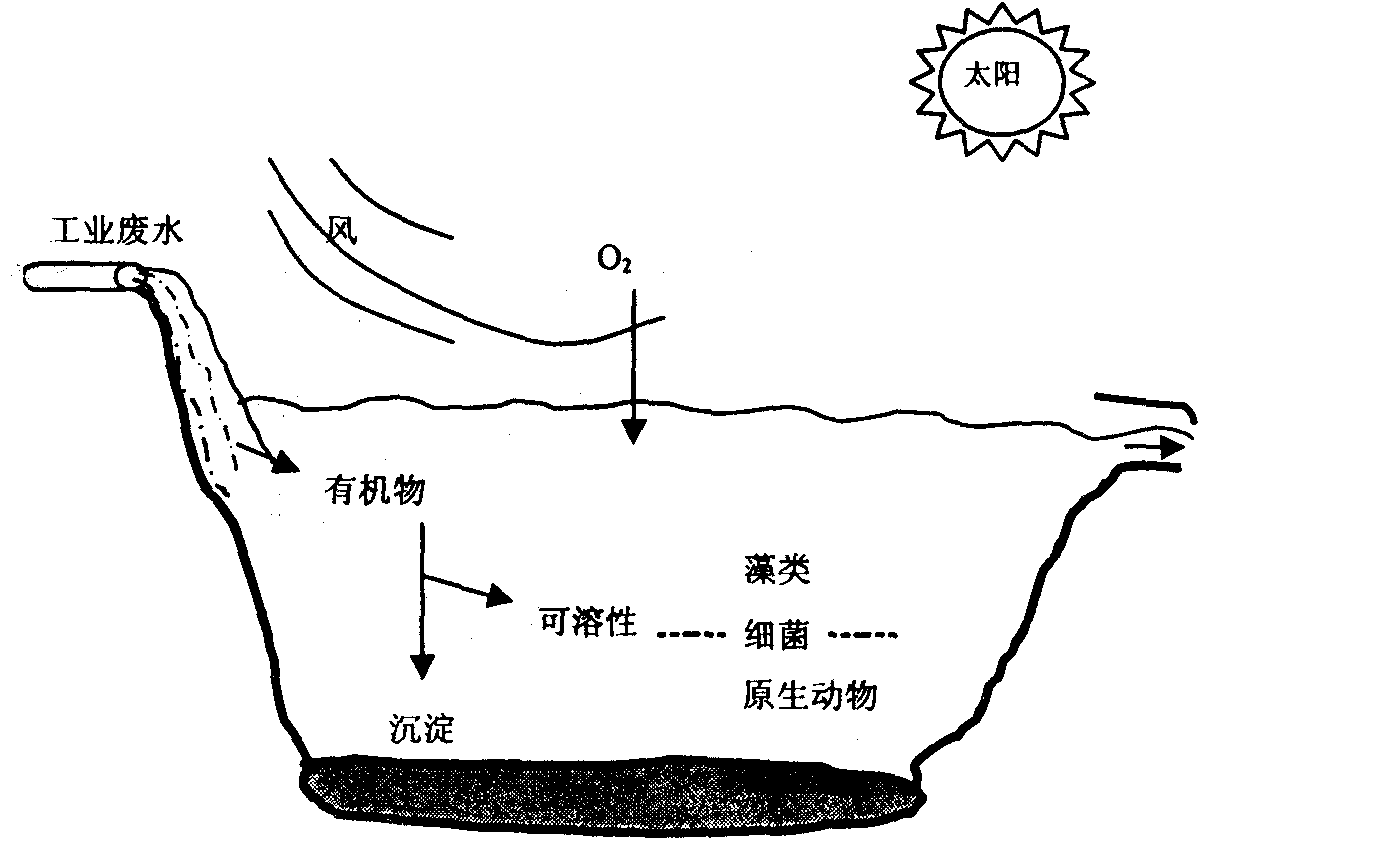 太阳
工业废水
风
O₂
有机物
藻类
可溶性
细菌
原生动物
沉淀